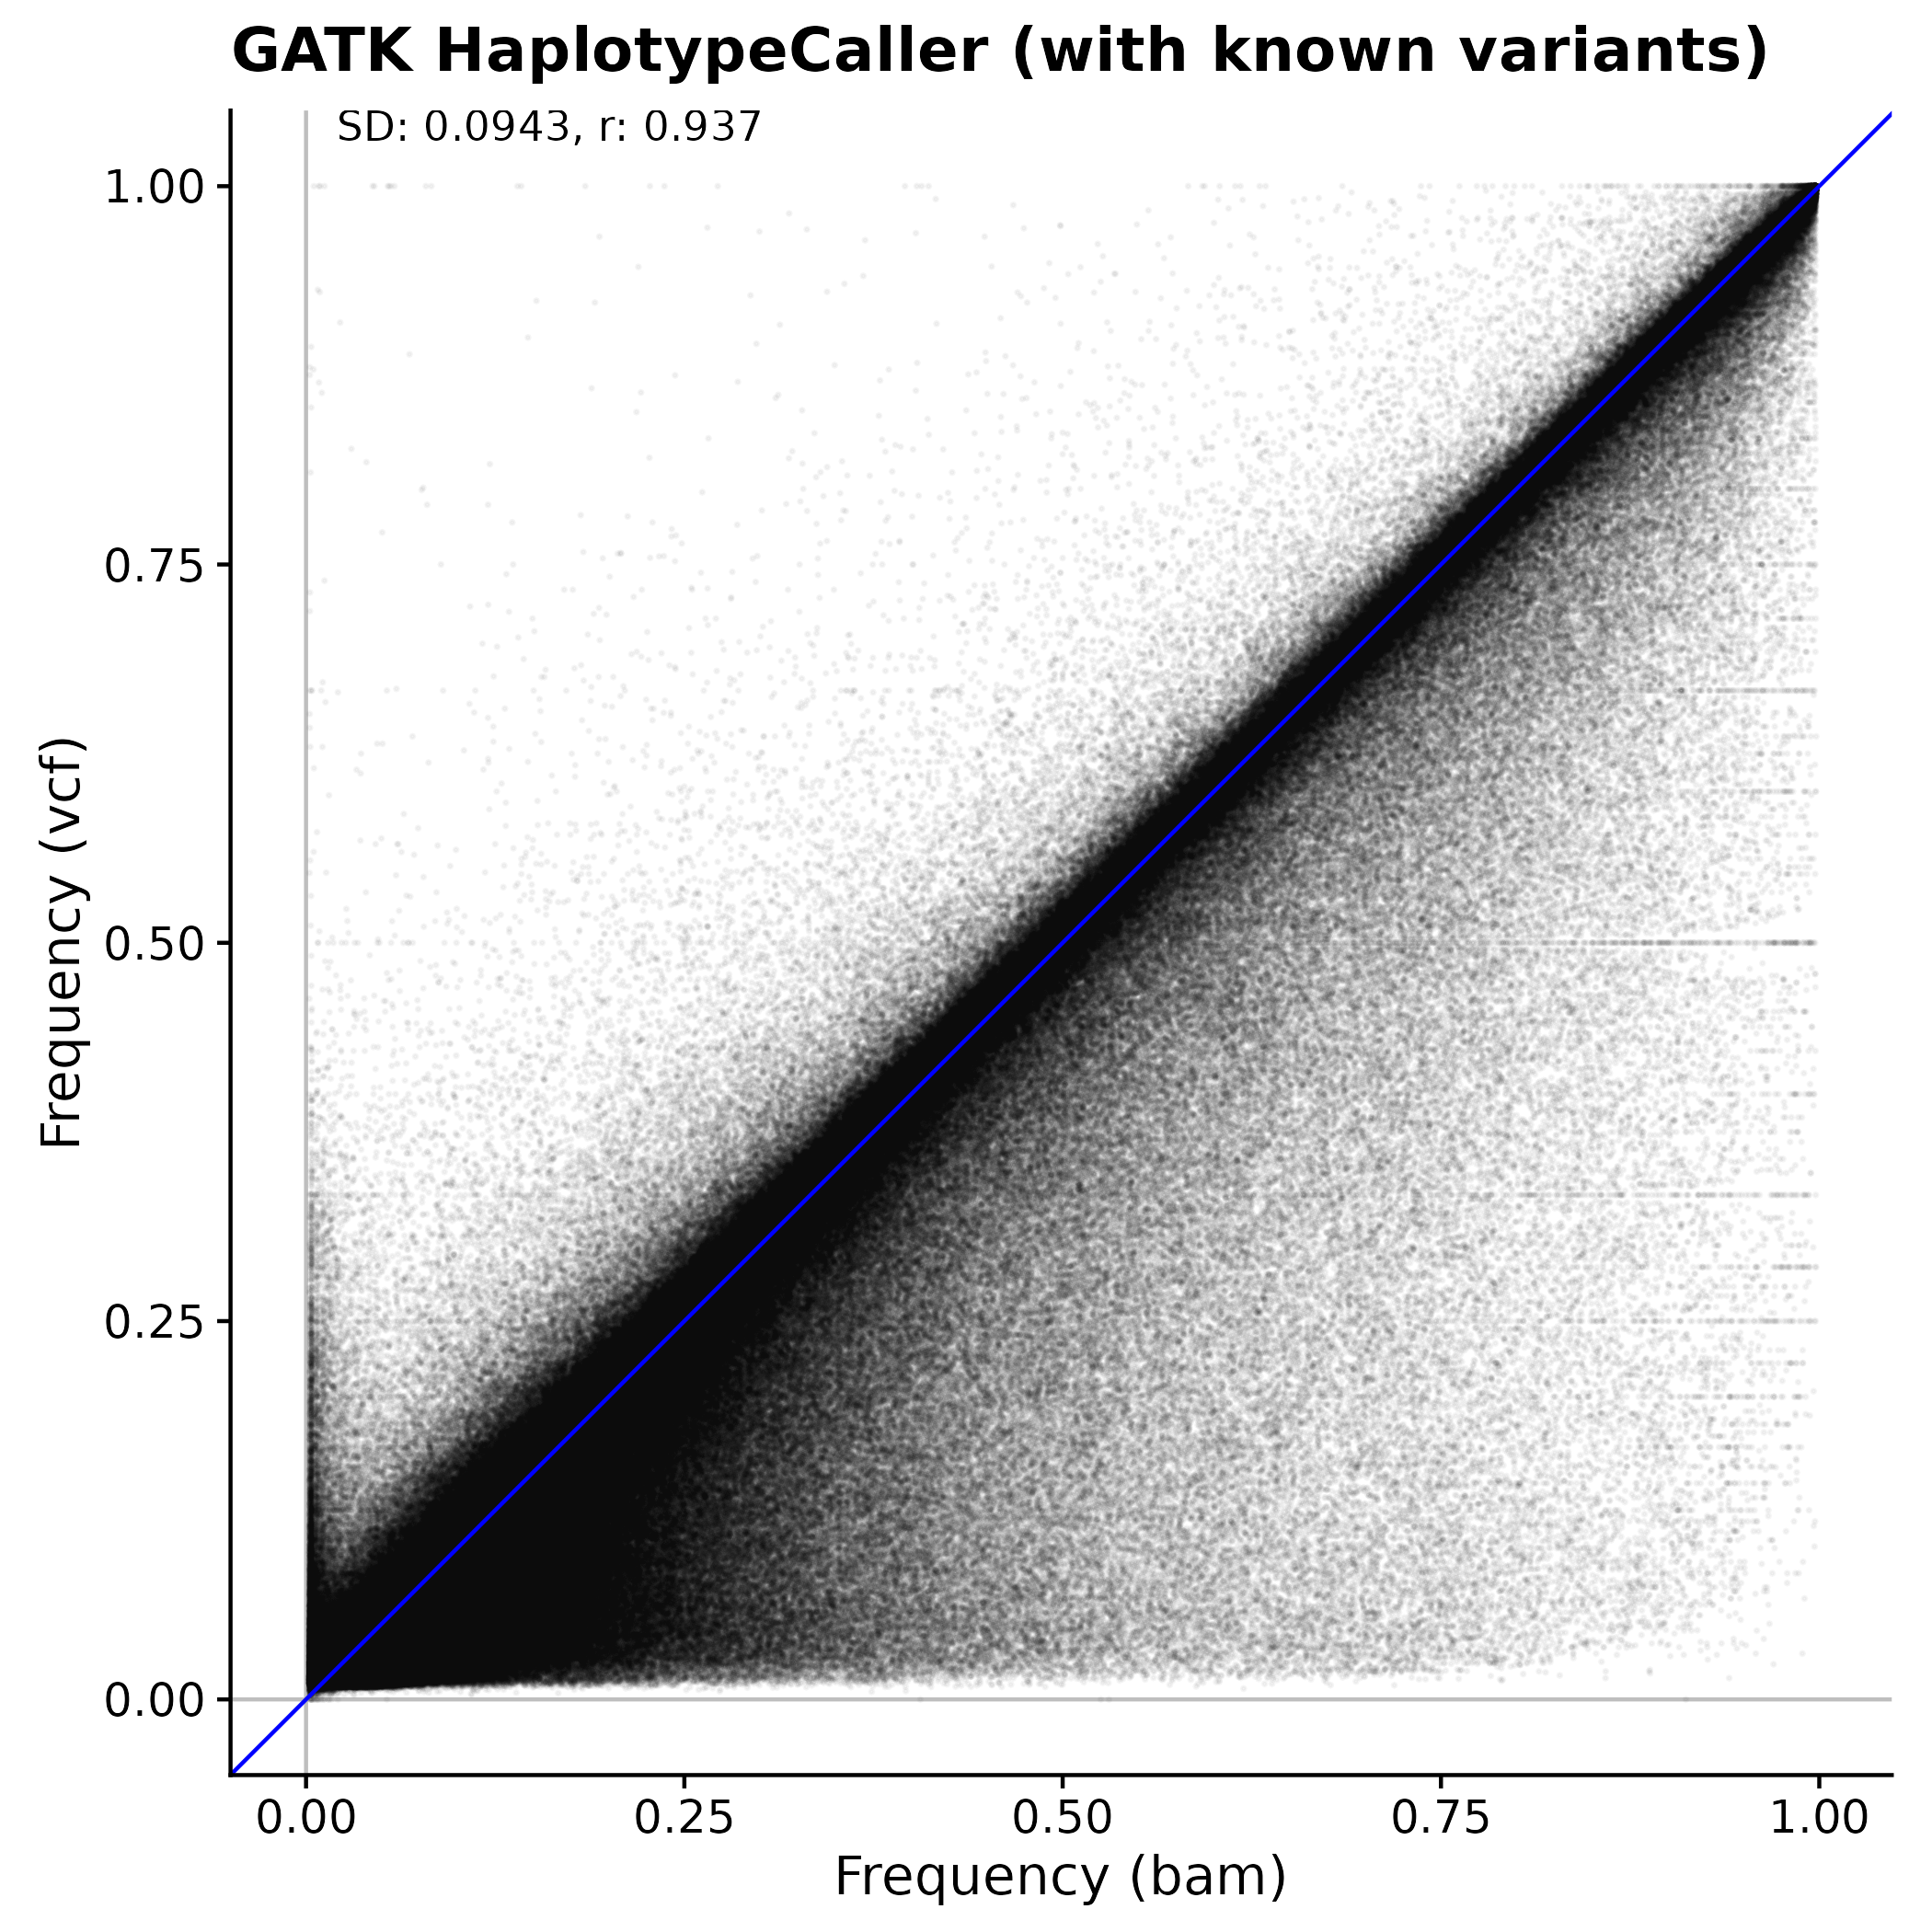 GATK HaplotypeCaller (with known variants)
SD: 0.0943, r: 0.937
1.00
0.75
0.50
0.25
0.00
Frequency (vcf)
0.00 0.25 0.50 0.75 1.00
Frequency (bam)